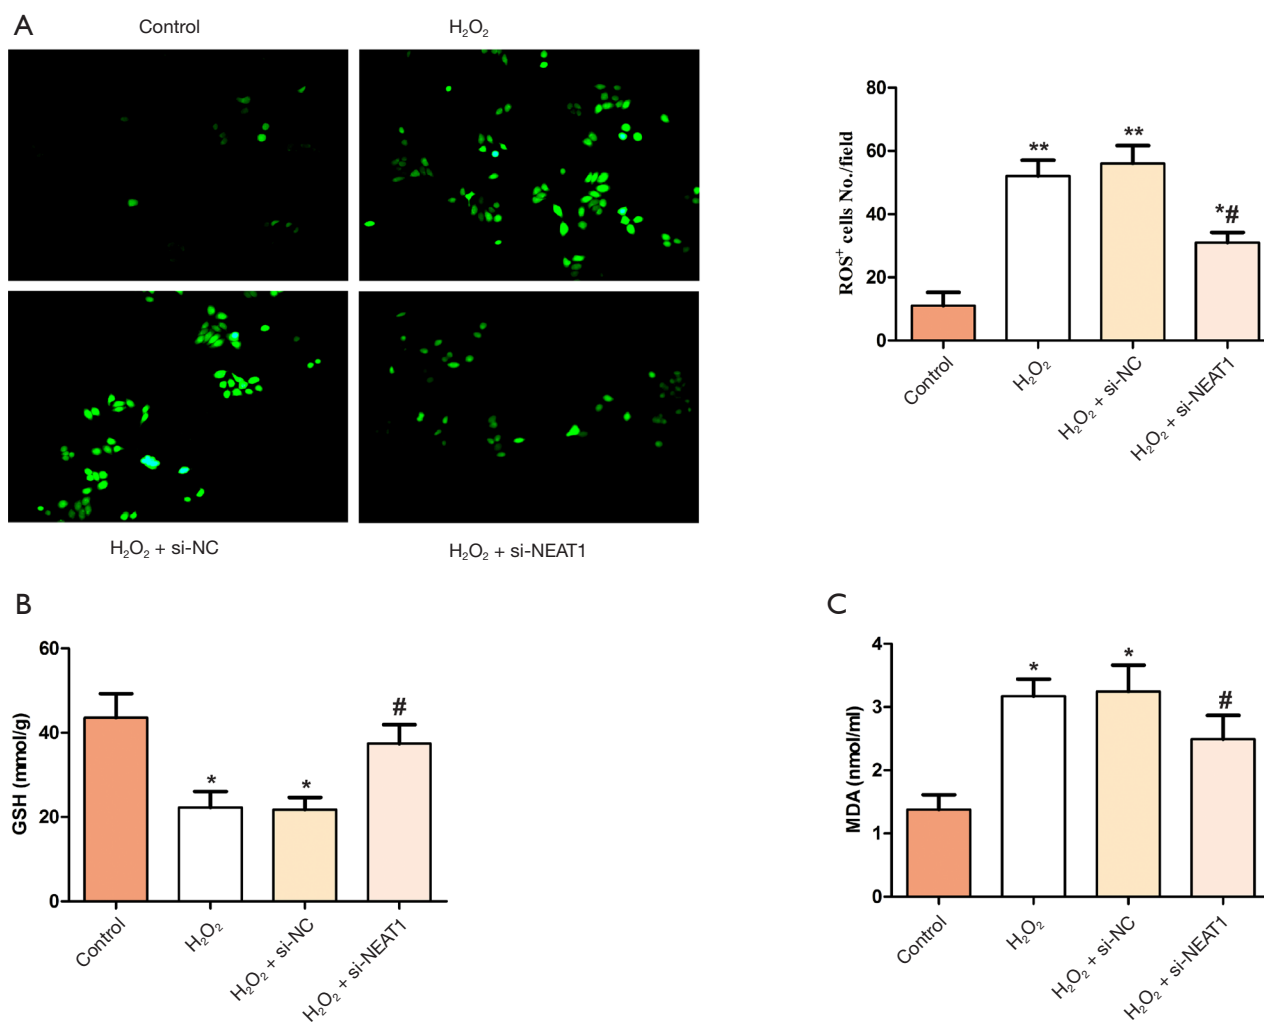 A
Control
H₂O₂
H₂O₂ + si-NC
H₂O₂ + si-NEAT1
ROS⁺ cells No./field
80
60
40
20
0
**
**
*#
Control
H₂O₂
H₂O₂ + si-NC
H₂O₂ + si-NEAT1
B
GSH (mmol/g)
60
40
20
0
*
*
#
Control
H₂O₂
H₂O₂ + si-NC
H₂O₂ + si-NEAT1
C
MDA (nmol/ml)
4
3
2
1
0
*
*
#
Control
H₂O₂
H₂O₂ + si-NC
H₂O₂ + si-NEAT1